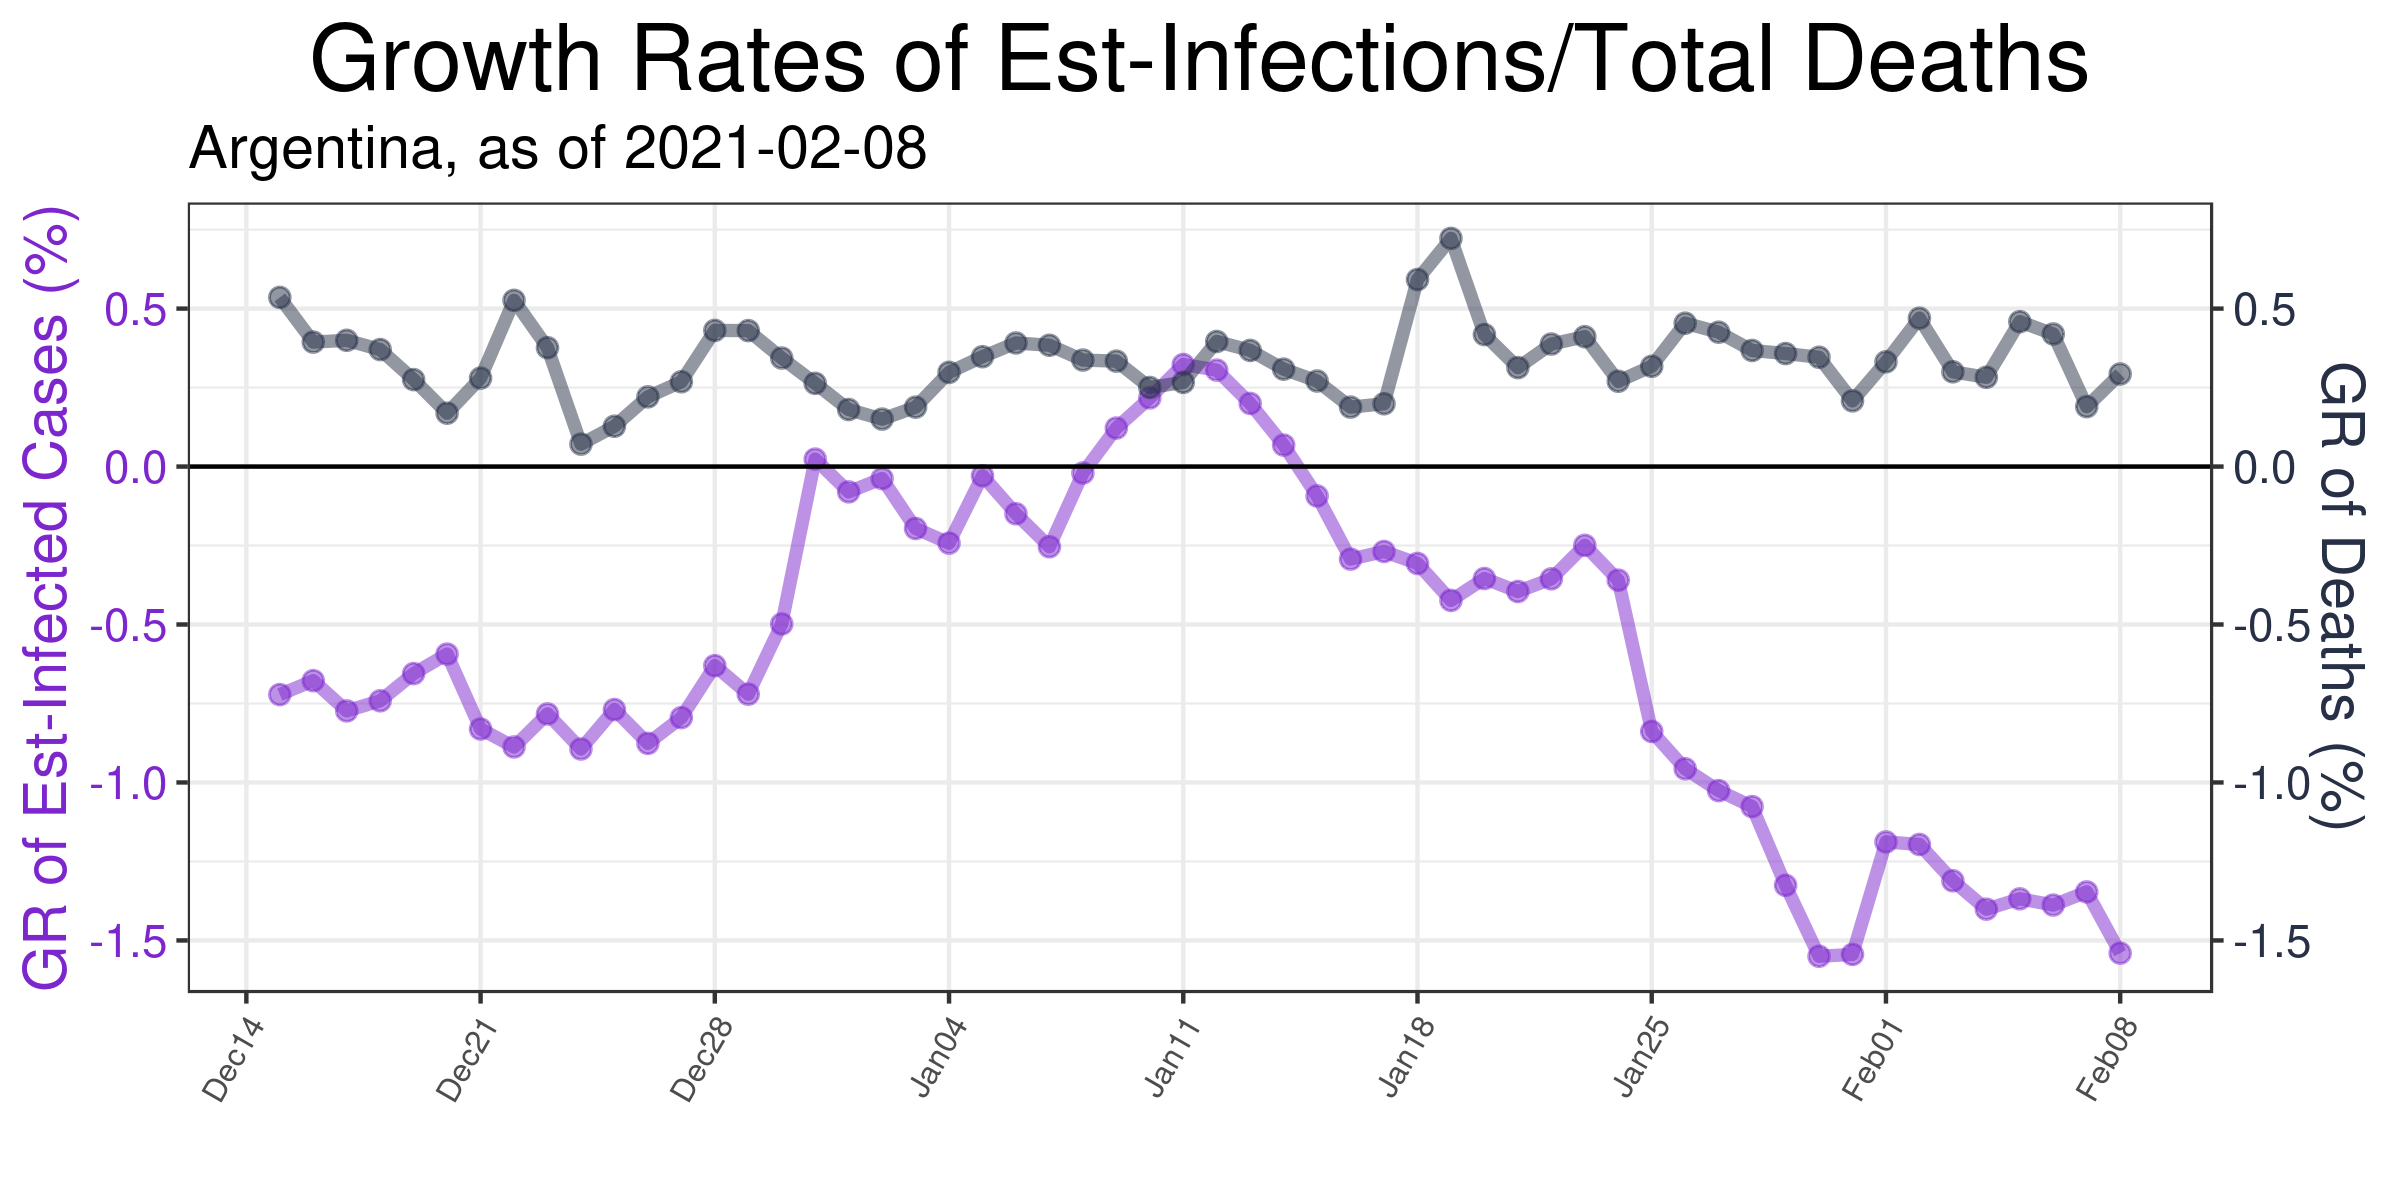 Growth Rates of Est-Infections/Total Deaths
Argentina, as of 2021-02-08
GR of Est-Infected Cases (%)
0.5
0.0
-0.5
-1.0
-1.5
0.5
0.0
-0.5
-1.0
-1.5
GR of Deaths (%)
Dec14
Dec21
Dec28
Jan04
Jan11
Jan18
Jan25
Feb01
Feb08